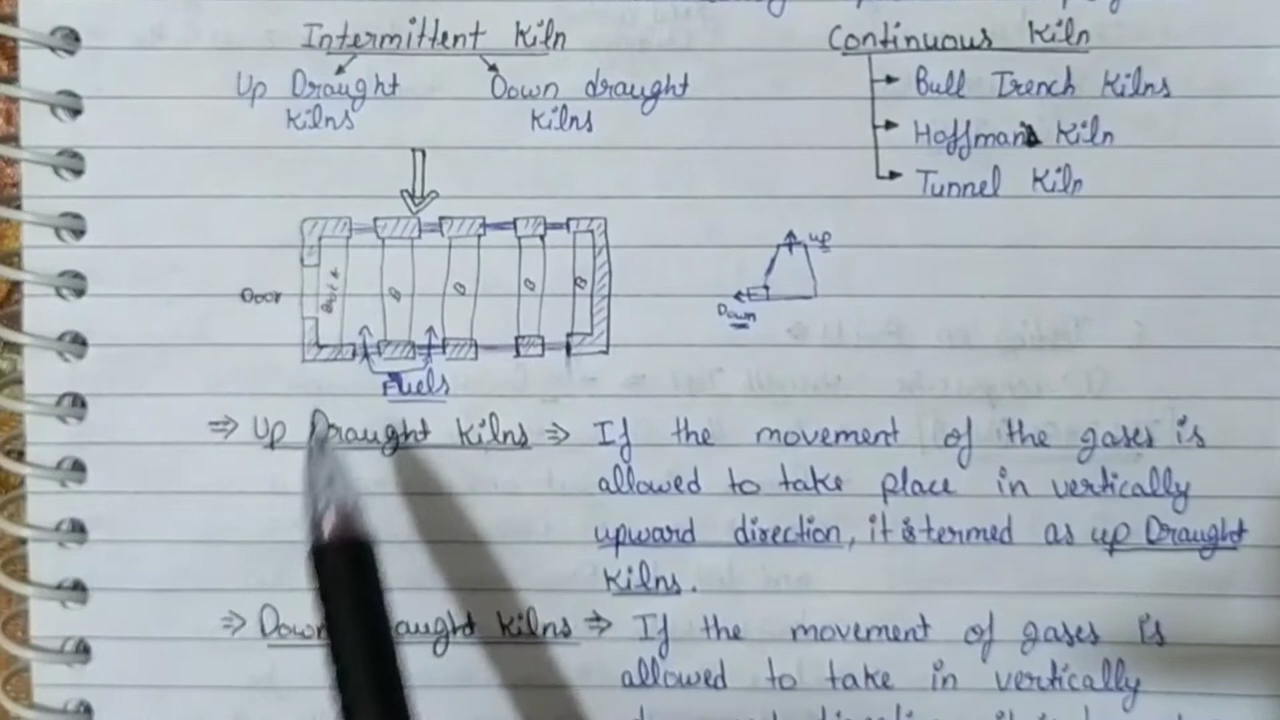 Intermittent Kiln
Continuous Kiln
Up Draught Kilns
Down draught Kilns
Bull Trench Kilns
Hoffman's Kiln
Tunnel Kiln
Door
B
B
B
B
Fuels
up
Down
⇒ Up Draught Kilns ⇒ If the movement of the gases is
allowed to take place in vertically
upward direction, it is termed as up Draught
Kilns.
⇒ Down Kilns ⇒ If the movement of gases is
allowed to take in vertically